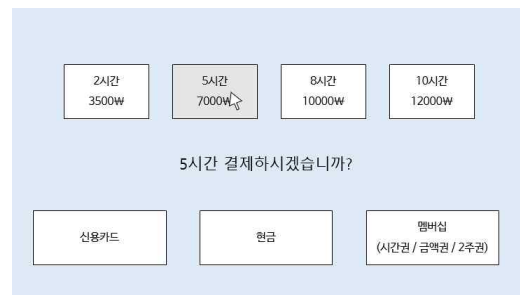 2시간
3500₩
5시간
7000₩
8시간
10000₩
10시간
12000₩
5시간 결제하시겠습니까?
신용카드
현금
멤버십
(시간권 / 금액권 / 2주권)